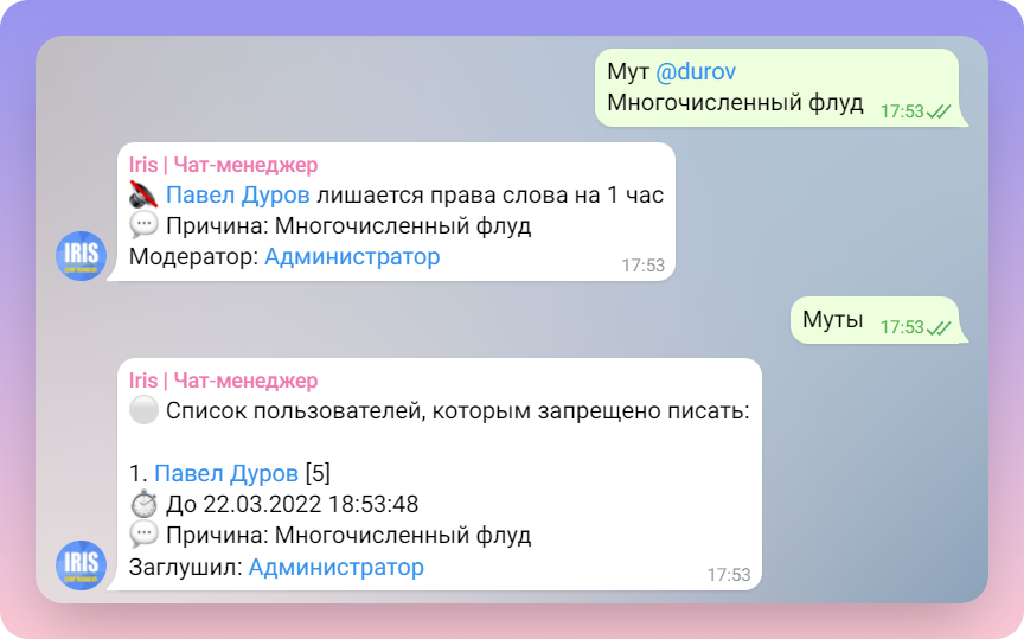 Мут @durov
Многочисленный флуд 17:53
Iris | Чат-менеджер
Павел Дуров лишается права слова на 1 час
Причина: Многочисленный флуд
Модератор: Администратор
17:53
IRIS
Муты 17:53
Iris | Чат-менеджер
Список пользователей, которым запрещено писать:
1. Павел Дуров [5]
До 22.03.2022 18:53:48
Причина: Многочисленный флуд
Заглушил: Администратор
17:53
IRIS